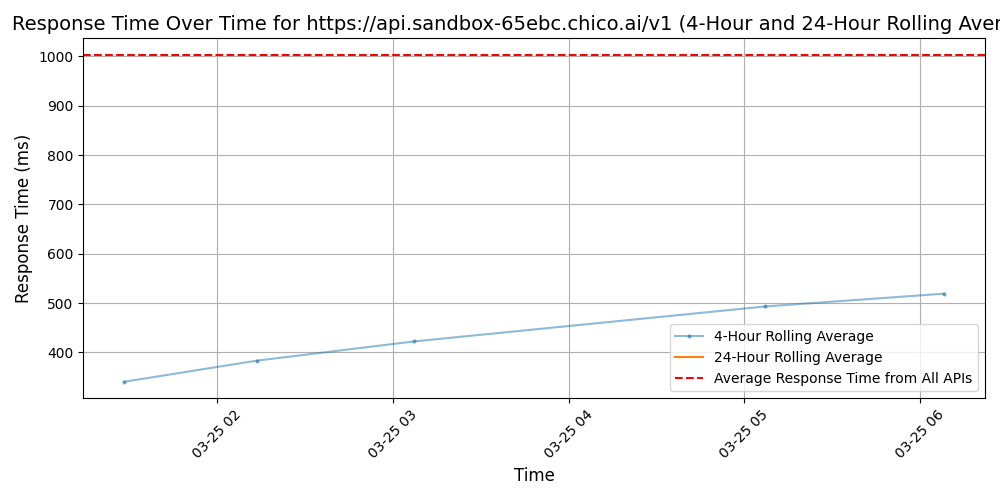 Response Time Over Time for https://api.sandbox-65ebc.chico.ai/v1 (4-Hour and 24-Hour Rolling Aver
1000
900
800
700
600
500
400
Response Time (ms)
4-Hour Rolling Average
24-Hour Rolling Average
Average Response Time from All APIs
03-25 02
03-25 03
03-25 04
03-25 05
03-25 06
Time